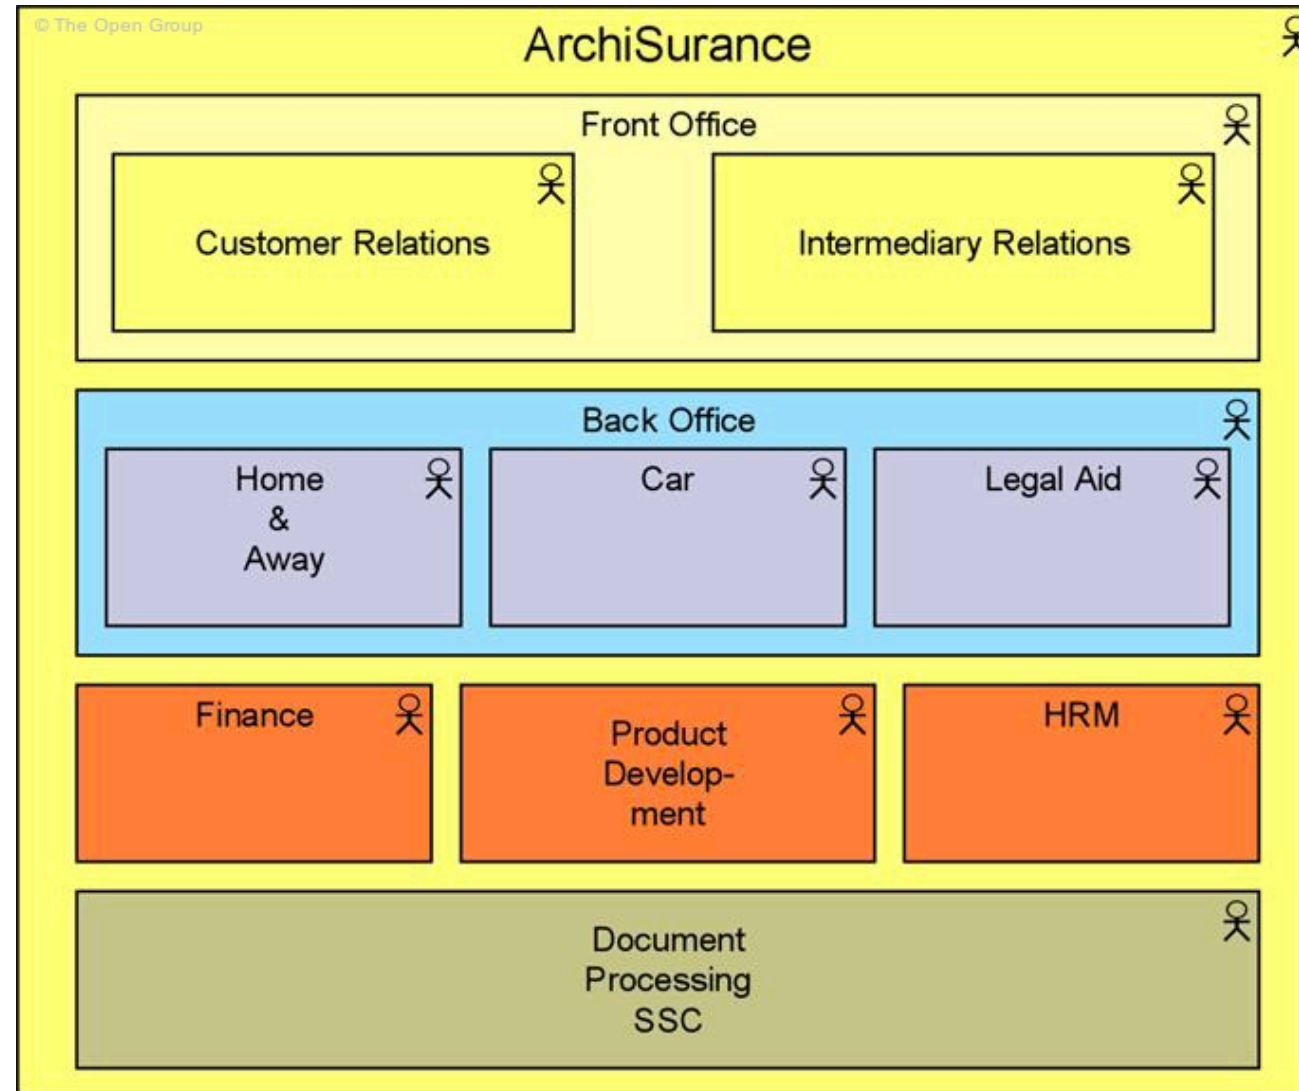 © The Open Group
ArchiSurance
Front Office
Customer Relations
Intermediary Relations
Back Office
Home
&
Away
Car
Legal Aid
Finance
Product
Develop-
ment
HRM
Document
Processing
SSC